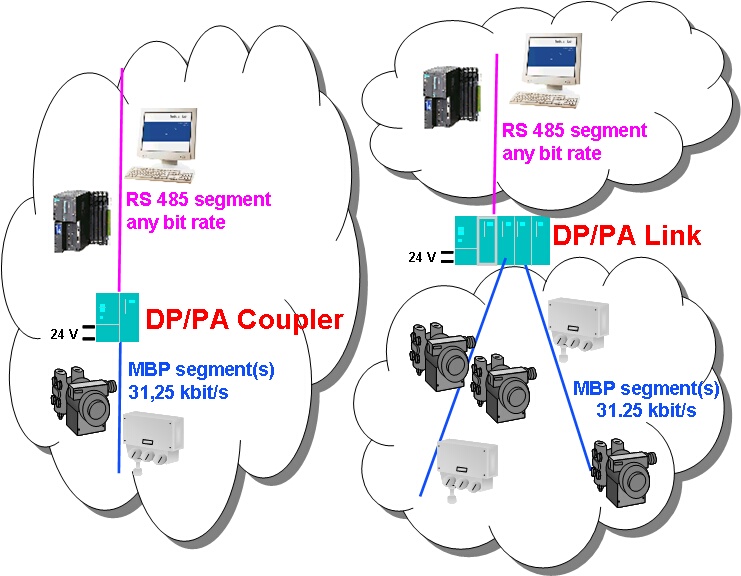 RS 485 segment
any bit rate
24 V
DP/PA Coupler
MBP segment(s)
31,25 kbit/s
RS 485 segment
any bit rate
24 V
DP/PA Link
MBP segment(s)
31.25 kbit/s